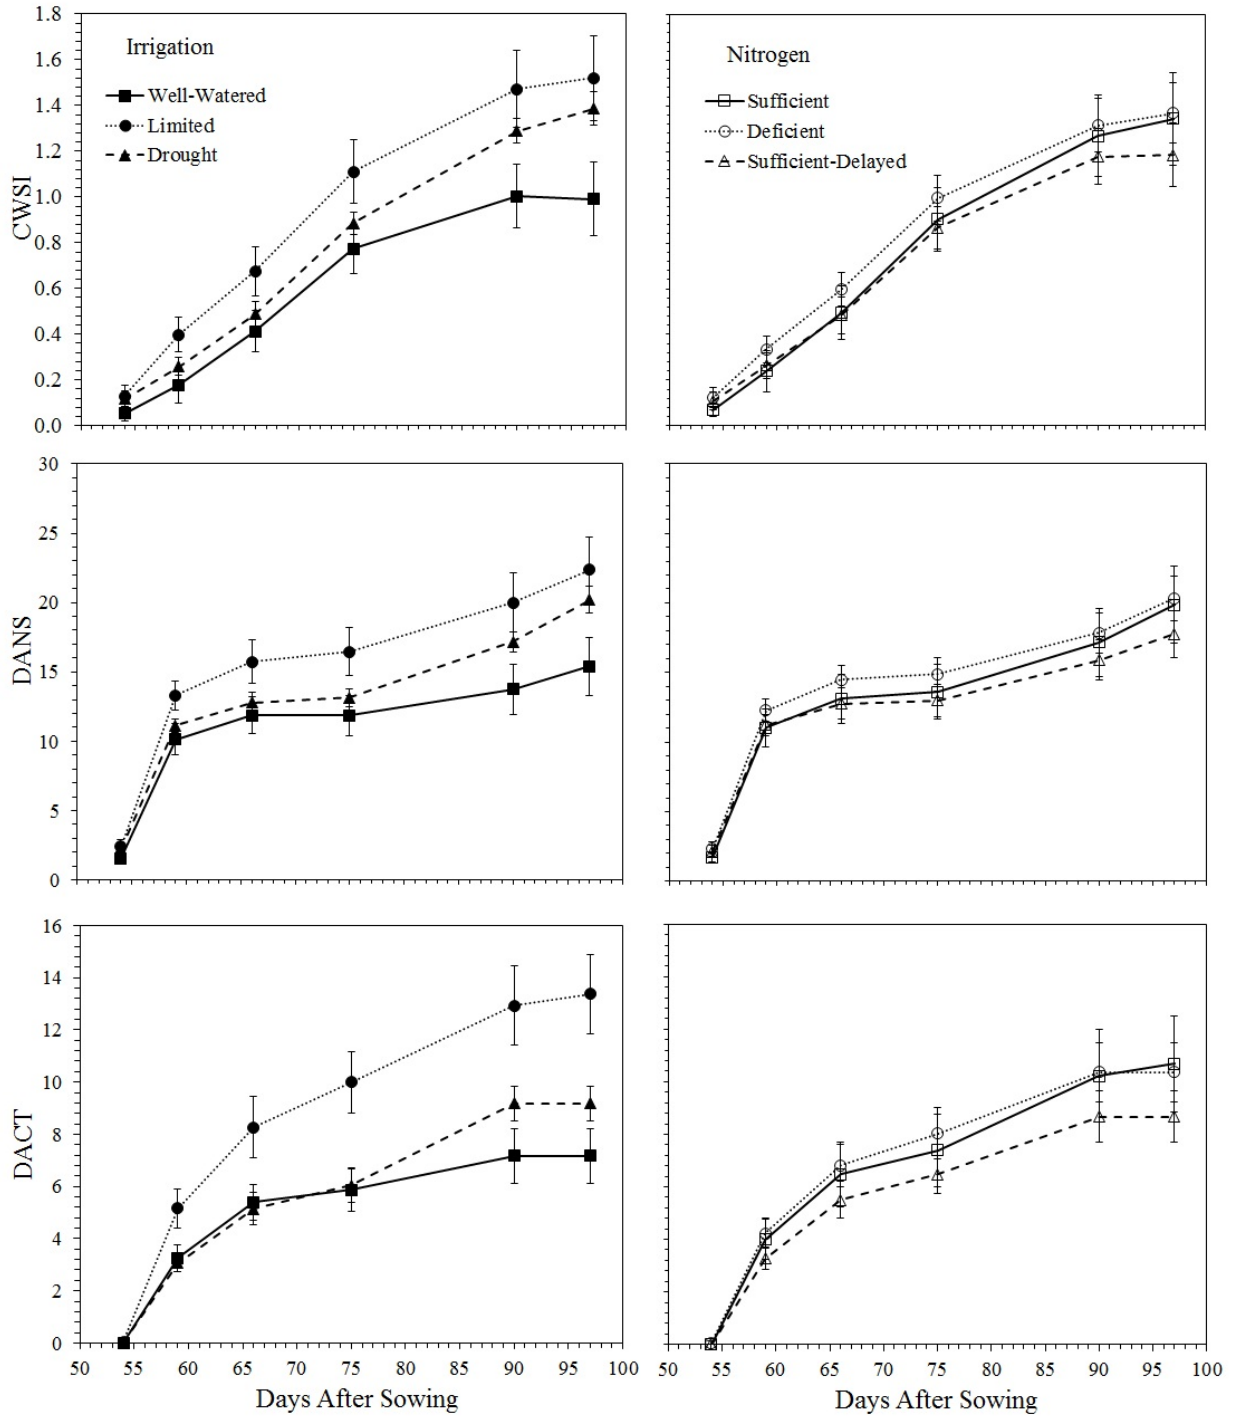 1.8
1.6
1.4
1.2
1.0
0.8
0.6
0.4
0.2
0.0
CWSI
Irrigation
Well-Watered
Limited
Drought
Nitrogen
Sufficient
Deficient
Sufficient-Delayed
30
25
20
15
10
5
0
DANS
16
14
12
10
8
6
4
2
0
DACT
50 55 60 65 70 75 80 85 90 95 100
Days After Sowing
50 55 60 65 70 75 80 85 90 95 100
Days After Sowing